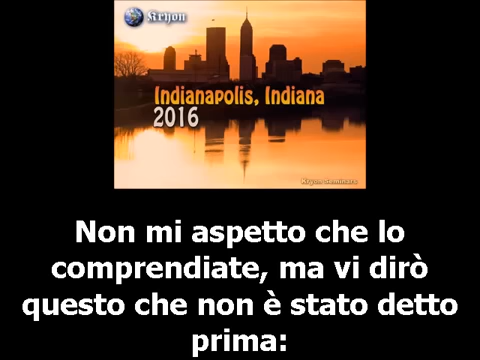 Kryon
Indianapolis, Indiana
2016
Kryon Seminars
Non mi aspetto che lo
comprendiate, ma vi dirò
questo che non è stato detto
prima: